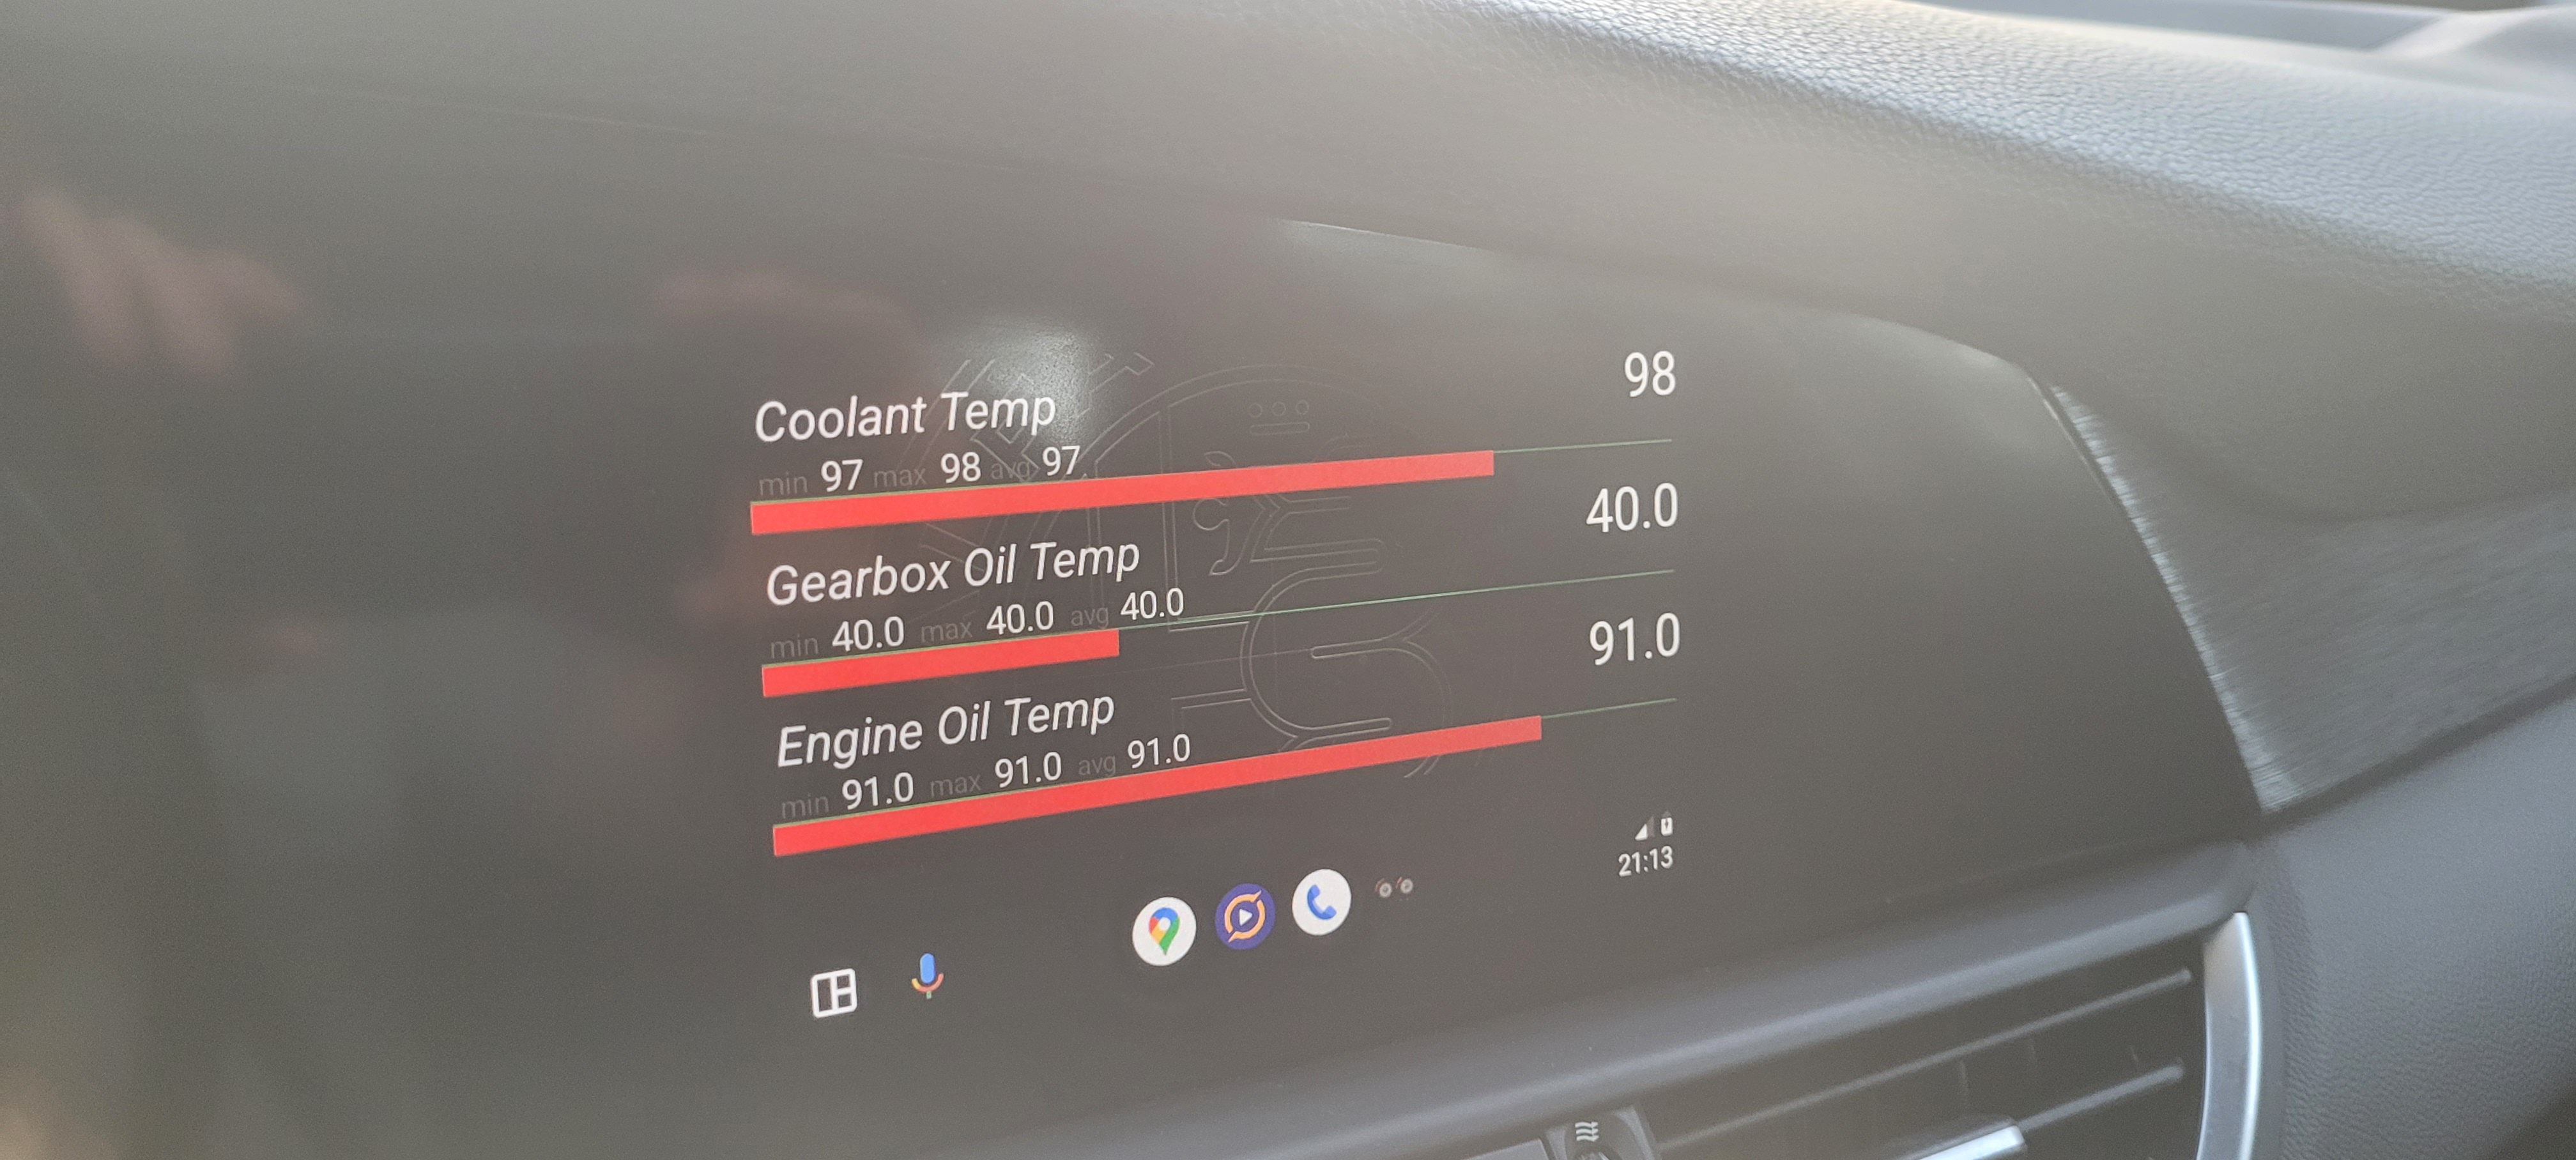 Coolant Temp
98
min 97 max 98 avg 97
Gearbox Oil Temp
40.0
min 40.0 max 40.0 avg 40.0
Engine Oil Temp
91.0
min 91.0 max 91.0 avg 91.0
21:13